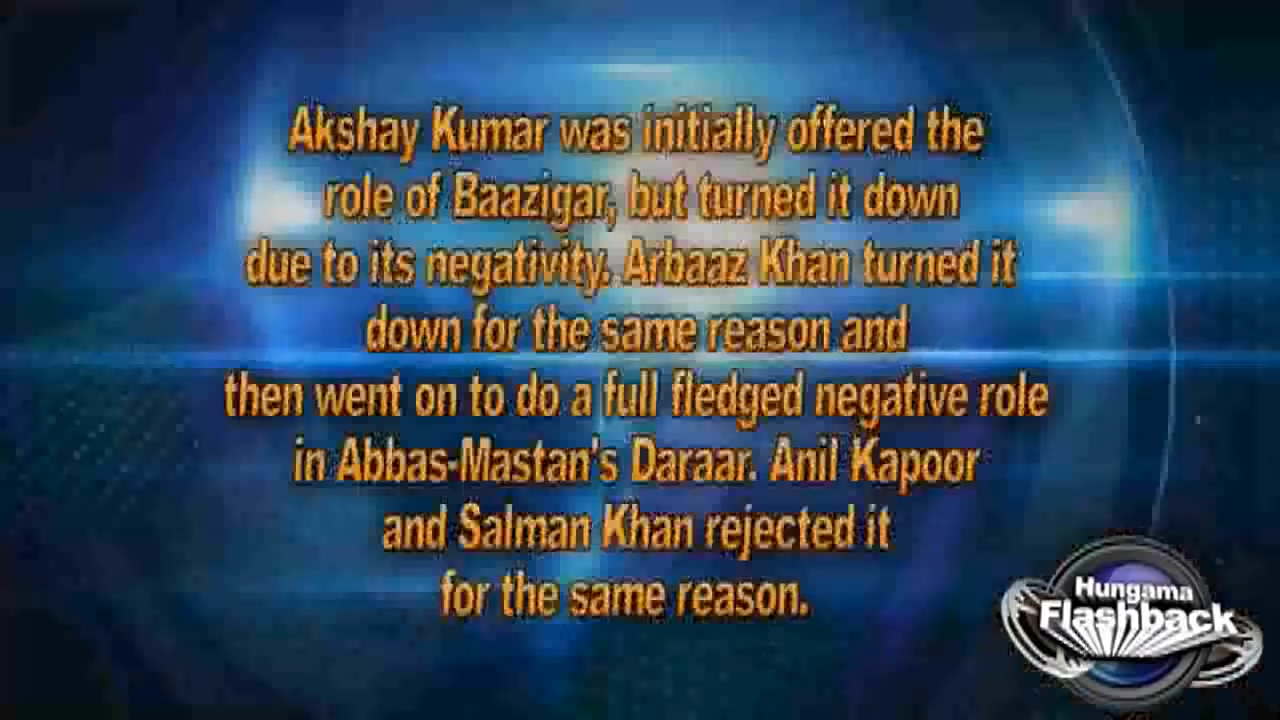 Akshay Kumar was initially offered the
role of Baazigar, but turned it down
due to its negativity. Arbaaz Khan turned it
down for the same reason and
then went on to do a full fledged negative role
in Abbas-Mastan's Daraar. Anil Kapoor
and Salman Khan rejected it
for the same reason.
Hungama
Flashback